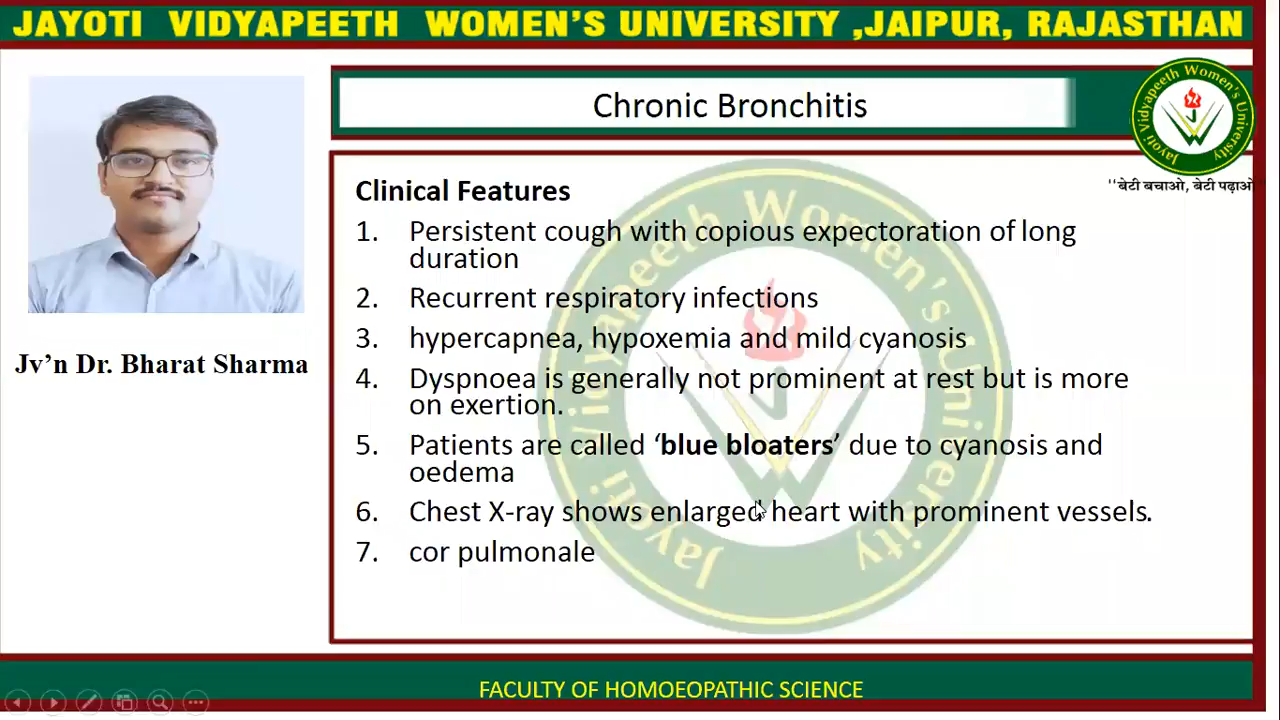 JAYOTI VIDYAPEETH WOMEN'S UNIVERSITY ,JAIPUR, RAJASTHAN
Chronic Bronchitis
Jayoti Vidyapeeth Women's University
''बेटी बचाओ, बेटी पढ़ाओ''
Jv'n Dr. Bharat Sharma
Clinical Features
1. Persistent cough with copious expectoration of long
duration
2. Recurrent respiratory infections
3. hypercapnea, hypoxemia and mild cyanosis
4. Dyspnoea is generally not prominent at rest but is more
on exertion.
5. Patients are called 'blue bloaters' due to cyanosis and
oedema
6. Chest X-ray shows enlarged heart with prominent vessels.
7. cor pulmonale
Jayoti Vidyapeeth Women's University
FACULTY OF HOMOEOPATHIC SCIENCE